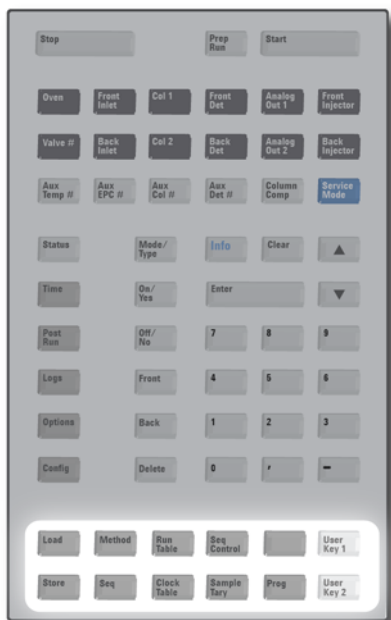 Stop Prep Run Start
Oven Front Inlet Col 1 Front Det Analog Out 1 Front Injector
Valve # Back Inlet Col 2 Back Det Analog Out 2 Back Injector
Aux Temp # Aux EPC # Aux Col # Aux Det # Column Comp Service Mode
Status Mode/ Type Info Clear ▲
Time On/ Yes Enter ▼
Post Run Off/ No 7 8 9
Logs Front 4 5 6
Options Back 1 2 3
Config Delete 0 , –
Load Method Run Table Seq Control User Key 1
Store Seq Clock Table Sample Tary Prog User Key 2